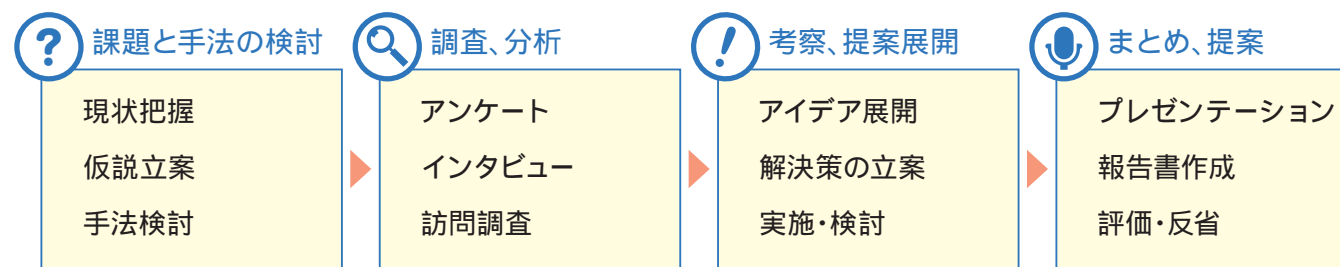 課題と手法の検討
現状把握
仮説立案
手法検討
調査、分析
アンケート
インタビュー
訪問調査
考察、提案展開
アイデア展開
解決策の立案
実施・検討
まとめ、提案
プレゼンテーション
報告書作成
評価・反省